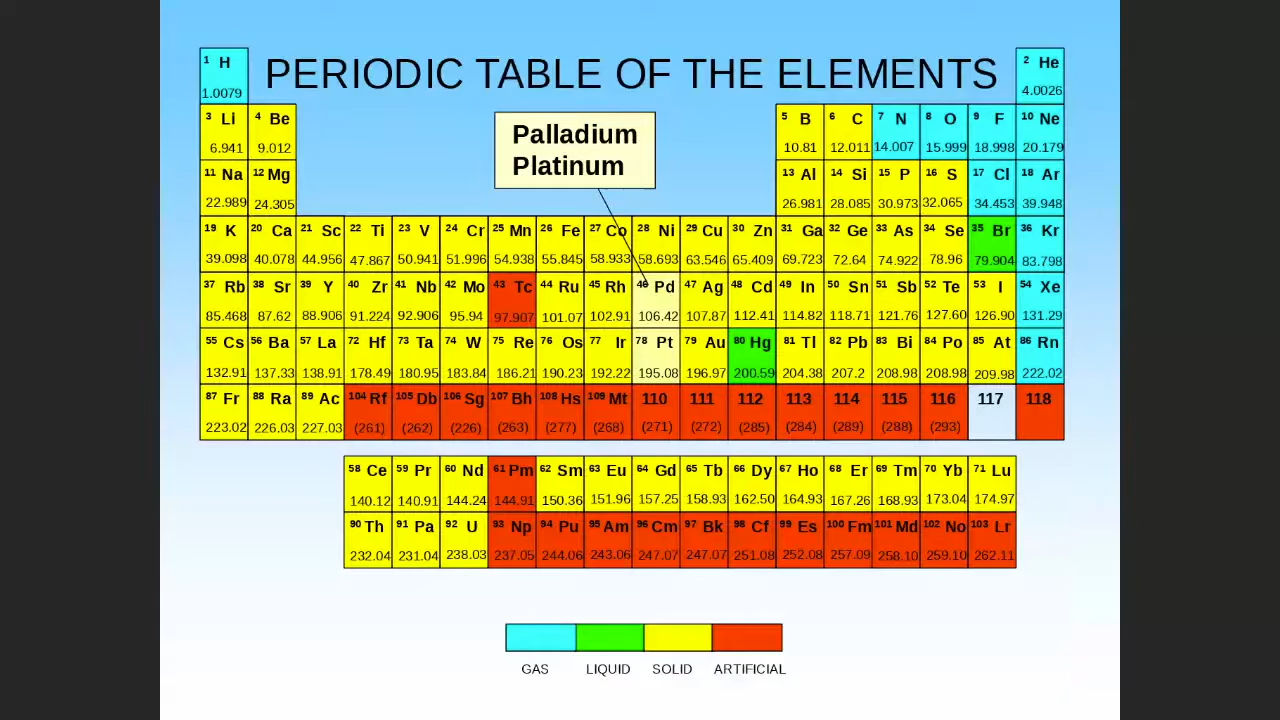 PERIODIC TABLE OF THE ELEMENTS
1 H 2 He
1.0079 4.0026
Palladium
Platinum
3 Li 4 Be 5 B 6 C 7 N 8 O 9 F 10 Ne
6.941 9.012 10.81 12.011 14.007 15.999 18.998 20.179
11 Na 12 Mg 13 Al 14 Si 15 P 16 S 17 Cl 18 Ar
22.989 24.305 26.981 28.085 30.973 32.065 34.453 39.948
19 K 20 Ca 21 Sc 22 Ti 23 V 24 Cr 25 Mn 26 Fe 27 Co 28 Ni 29 Cu 30 Zn 31 Ga 32 Ge 33 As 34 Se 35 Br 36 Kr
39.098 40.078 44.956 47.867 50.941 51.996 54.938 55.845 58.933 58.693 63.546 65.409 69.723 72.64 74.922 78.96 79.904 83.798
37 Rb 38 Sr 39 Y 40 Zr 41 Nb 42 Mo 43 Tc 44 Ru 45 Rh 46 Pd 47 Ag 48 Cd 49 In 50 Sn 51 Sb 52 Te 53 I 54 Xe
85.468 87.62 88.906 91.224 92.906 95.94 97.907 101.07 102.91 106.42 107.87 112.41 114.82 118.71 121.76 127.60 126.90 131.29
55 Cs 56 Ba 57 La 72 Hf 73 Ta 74 W 75 Re 76 Os 77 Ir 78 Pt 79 Au 80 Hg 81 Tl 82 Pb 83 Bi 84 Po 85 At 86 Rn
132.91 137.33 138.91 178.49 180.95 183.84 186.21 190.23 192.22 195.08 196.97 200.59 204.38 207.2 208.98 208.98 209.98 222.02
87 Fr 88 Ra 89 Ac 104 Rf 105 Db 106 Sg 107 Bh 108 Hs 109 Mt 110 111 112 113 114 115 116 117 118
223.02 226.03 227.03 (261) (262) (226) (263) (277) (268) (271) (272) (285) (284) (289) (288) (293)
58 Ce 59 Pr 60 Nd 61 Pm 62 Sm 63 Eu 64 Gd 65 Tb 66 Dy 67 Ho 68 Er 69 Tm 70 Yb 71 Lu
140.12 140.91 144.24 144.91 150.36 151.96 157.25 158.93 162.50 164.93 167.26 168.93 173.04 174.97
90 Th 91 Pa 92 U 93 Np 94 Pu 95 Am 96 Cm 97 Bk 98 Cf 99 Es 100 Fm 101 Md 102 No 103 Lr
232.04 231.04 238.03 237.05 244.06 243.06 247.07 247.07 251.08 252.08 257.09 258.10 259.10 262.11
GAS LIQUID SOLID ARTIFICIAL